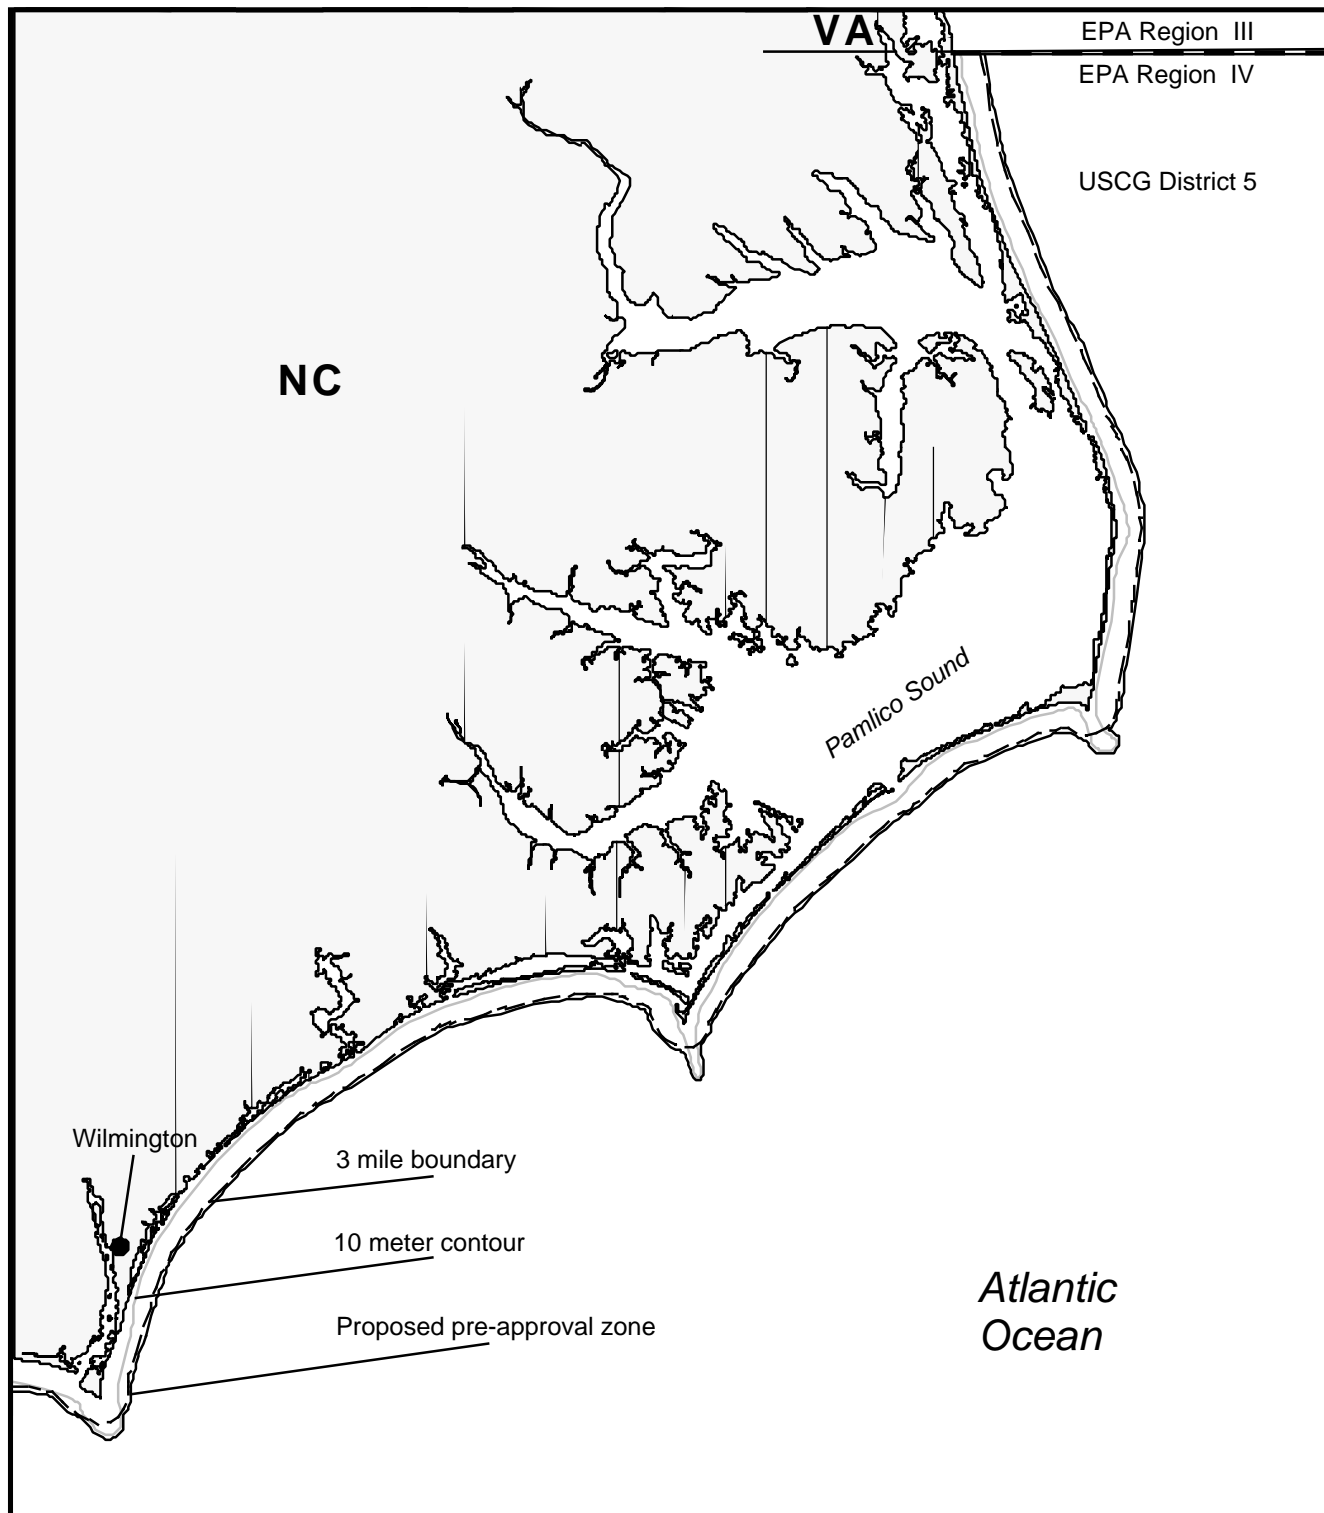 VA
EPA Region III
EPA Region IV
USCG District 5
NC
Pamlico Sound
Wilmington
3 mile boundary
10 meter contour
Proposed pre-approval zone
Atlantic
Ocean